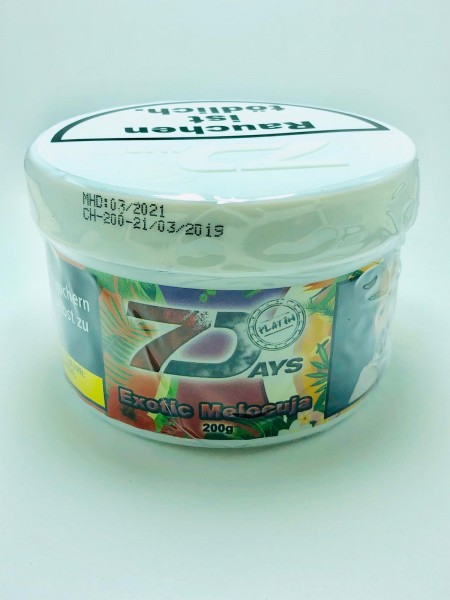 Rauchen
ist
tödlich.
MHD:03/2021
CH-200-21/03/2019
7DAYS
PLATIN
Exotic Melocuja
200g